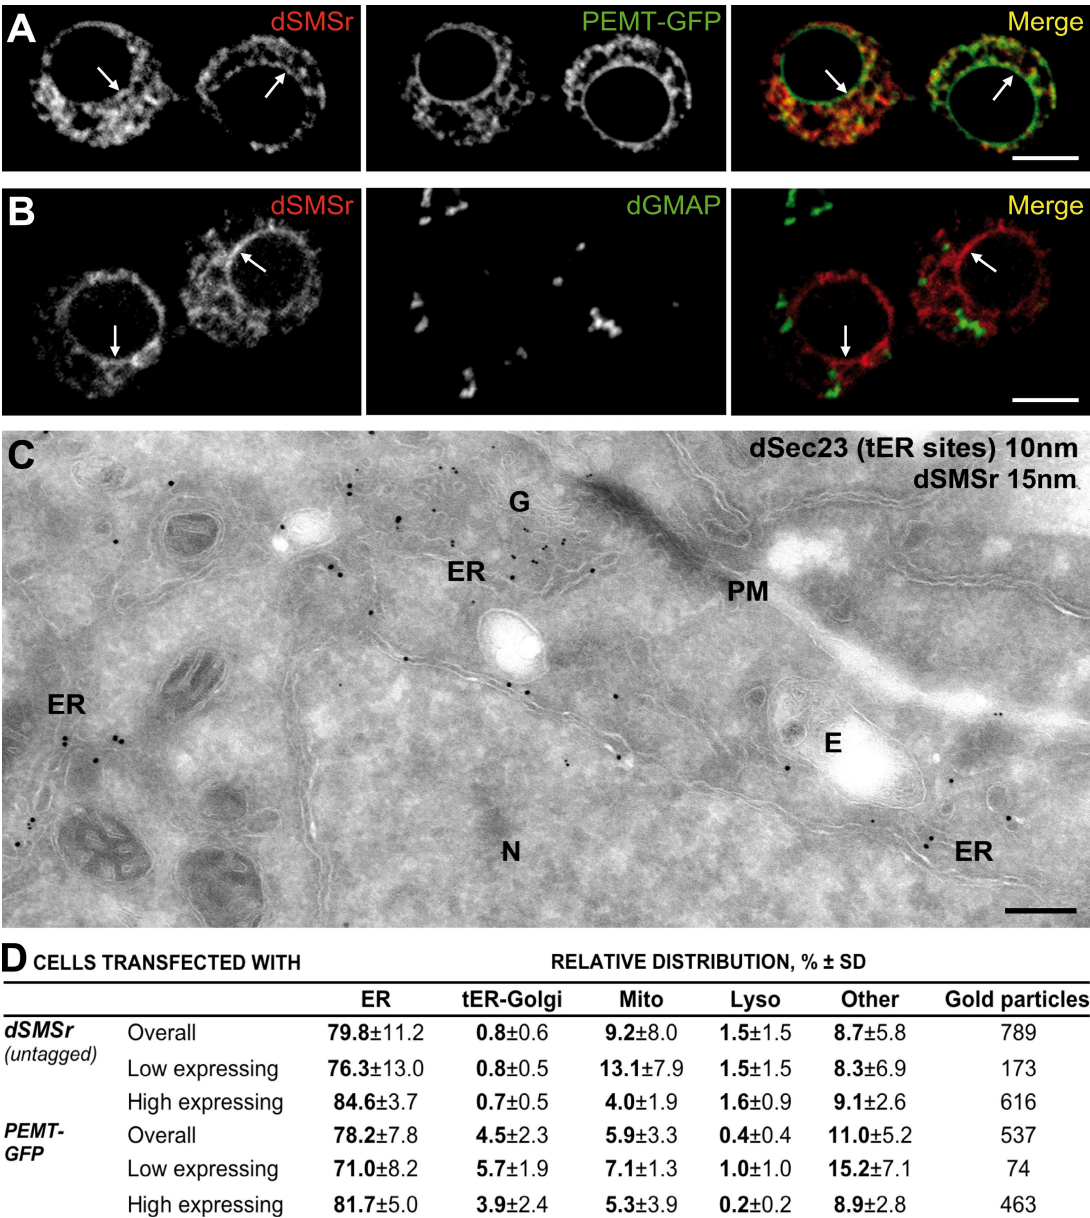 A dSMSr PEMT-GFP Merge
B dSMSr dGMAP Merge
C dSec23 (tER sites) 10nm
dSMSr 15nm
G
ER
PM
ER
E
N
ER
D CELLS TRANSFECTED WITH RELATIVE DISTRIBUTION, % ± SD
ER tER-Golgi Mito Lyso Other Gold particles
dSMSr Overall 79.8±11.2 0.8±0.6 9.2±8.0 1.5±1.5 8.7±5.8 789
(untagged)
Low expressing 76.3±13.0 0.8±0.5 13.1±7.9 1.5±1.5 8.3±6.9 173
High expressing 84.6±3.7 0.7±0.5 4.0±1.9 1.6±0.9 9.1±2.6 616
PEMT-
GFP Overall 78.2±7.8 4.5±2.3 5.9±3.3 0.4±0.4 11.0±5.2 537
Low expressing 71.0±8.2 5.7±1.9 7.1±1.3 1.0±1.0 15.2±7.1 74
High expressing 81.7±5.0 3.9±2.4 5.3±3.9 0.2±0.2 8.9±2.8 463